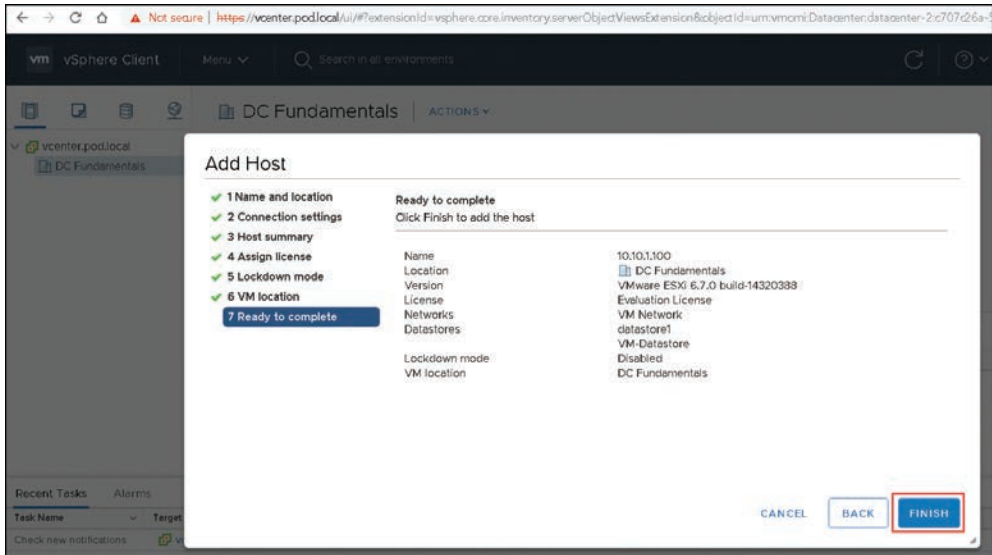 Not secure | https://vcenter.pod.local/ui/#?extensionId=vsphere.core.inventory.serverObjectViewsExtension&objectId=urn:vmomi:Datacenter:datacenter-2:c707c26a-
vm vSphere Client Menu Search in all environments
DC Fundamentals ACTIONS
vcenter.pod.local
DC Fundamentals
Add Host
1 Name and location
2 Connection settings
3 Host summary
4 Assign license
5 Lockdown mode
6 VM location
7 Ready to complete
Ready to complete
Click Finish to add the host
Name 10.10.1.100
Location DC Fundamentals
Version VMware ESXi 6.7.0 build-14320388
License Evaluation License
Networks VM Network
Datastores datastore1
VM-Datastore
Lockdown mode Disabled
VM location DC Fundamentals
CANCEL BACK FINISH
Recent Tasks Alarms
Task Name Target
Check new notifications